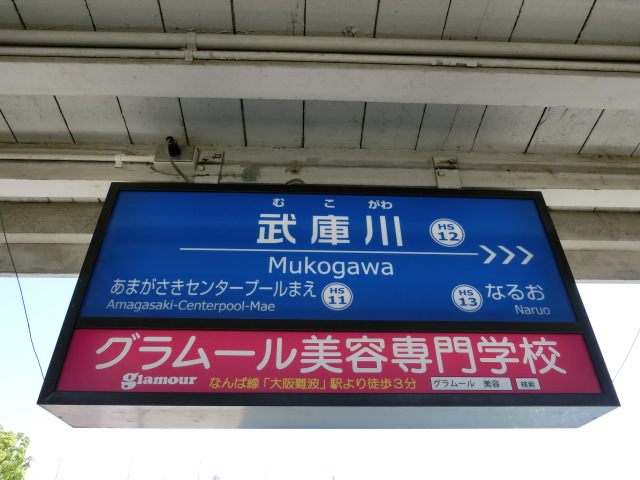 むこがわ
武庫川 HS 12
Mukogawa
あまがさきセンタープールまえ HS 11 HS 13 なるお
Amagasaki-Centerpool-Mae Naruo
グラムール美容専門学校
glamour なんば線「大阪難波」駅より徒歩3分 グラムール 美容 検索